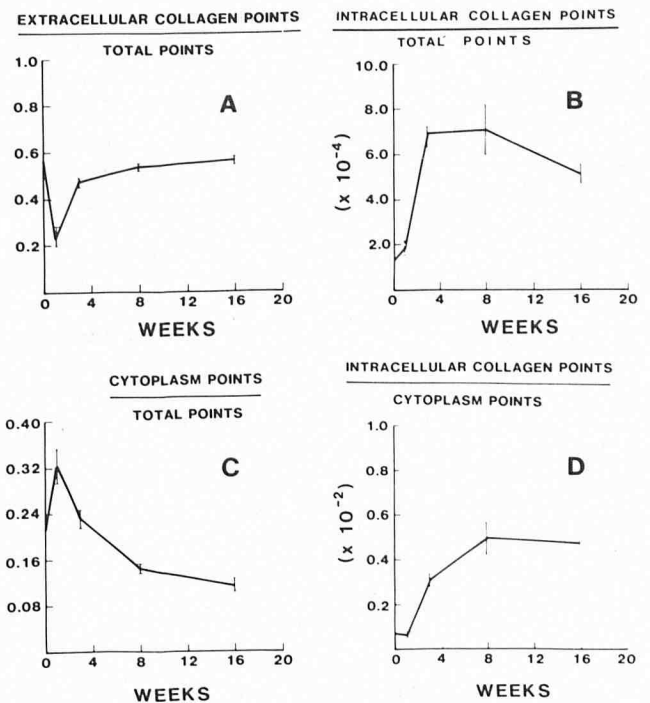 EXTRACELLULAR COLLAGEN POINTS
TOTAL POINTS
A
1.0
0.8
0.6
0.4
0.2
0 4 8 12 16 20
WEEKS
INTRACELLULAR COLLAGEN POINTS
TOTAL POINTS
B
(x 10-4)
10.0
8.0
6.0
4.0
2.0
0 4 8 12 16 20
WEEKS
CYTOPLASM POINTS
TOTAL POINTS
C
0.40
0.32
0.24
0.16
0.08
0 4 8 12 16 20
WEEKS
INTRACELLULAR COLLAGEN POINTS
CYTOPLASM POINTS
D
(x 10-2)
1.0
0.8
0.6
0.4
0.2
0 4 8 12 16 20
WEEKS